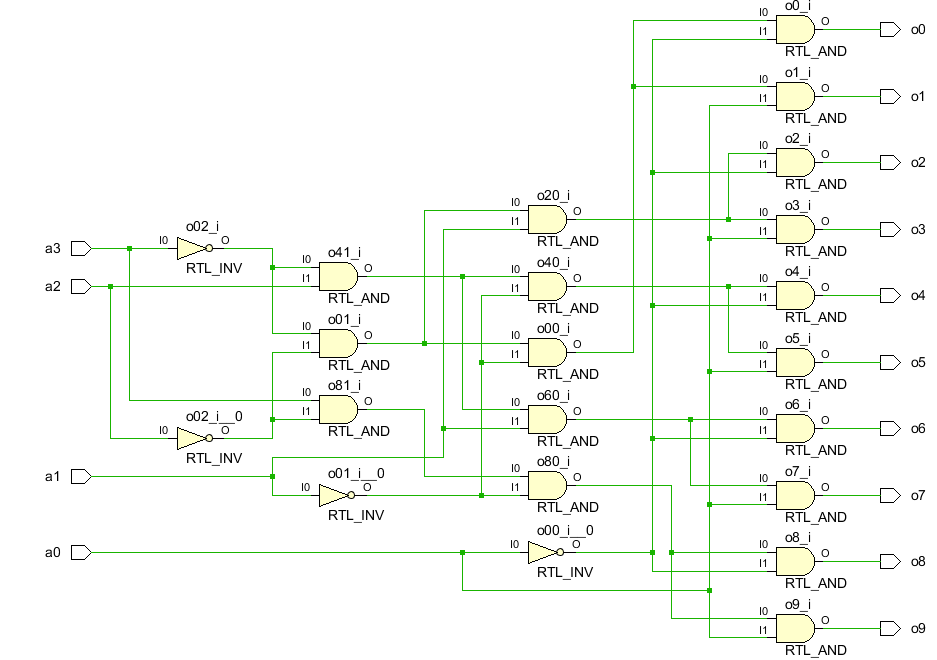 o0_i
I0 O o0
I1
RTL_AND
o1_i
I0 O o1
I1
RTL_AND
o2_i
I0 O o2
I1
RTL_AND
o20_i
I0 O
I1
RTL_AND
o3_i
I0 O o3
I1
RTL_AND
o02_i
a3 I0 O
RTL_INV
o41_i
I0 O
I1
RTL_AND
a2
o40_i
I0 O
I1
RTL_AND
o4_i
I0 O o4
I1
RTL_AND
o01_i
I0 O
I1
RTL_AND
o00_i
I0 O
I1
RTL_AND
o5_i
I0 O o5
I1
RTL_AND
o81_i
I0 O
I1
RTL_AND
o60_i
I0 O
I1
RTL_AND
o6_i
I0 O o6
I1
RTL_AND
o02_i__0
I0 O
RTL_INV
a1
o01_i__0
I0 O
RTL_INV
o80_i
I0 O
I1
RTL_AND
o7_i
I0 O o7
I1
RTL_AND
a0
o00_i__0
I0 O
RTL_INV
o8_i
I0 O o8
I1
RTL_AND
o9_i
I0 O o9
I1
RTL_AND